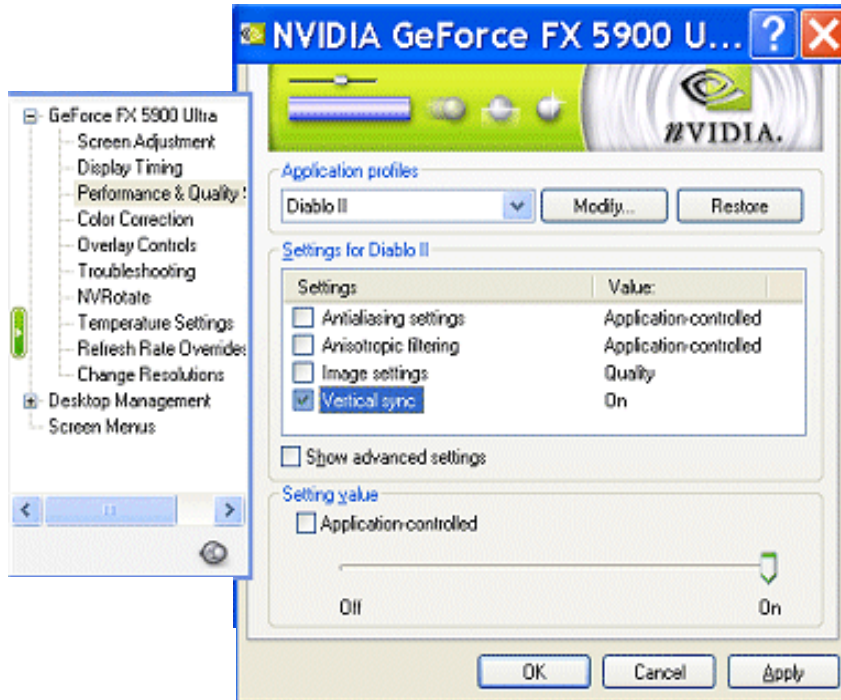 NVIDIA GeForce FX 5900 U...
nVIDIA.
GeForce FX 5900 Ultra
Screen Adjustment
Display Timing
Performance & Quality S
Color Correction
Overlay Controls
Troubleshooting
NVRotate
Temperature Settings
Refresh Rate Overrides
Change Resolutions
Desktop Management
Screen Menus
Application profiles
Diablo II
Modify...
Restore
Settings for Diablo II
Settings Value:
Antialiasing settings Application-controlled
Anisotropic filtering Application-controlled
Image settings Quality
Vertical sync On
Show advanced settings
Setting value
Application-controlled
Off On
OK Cancel Apply